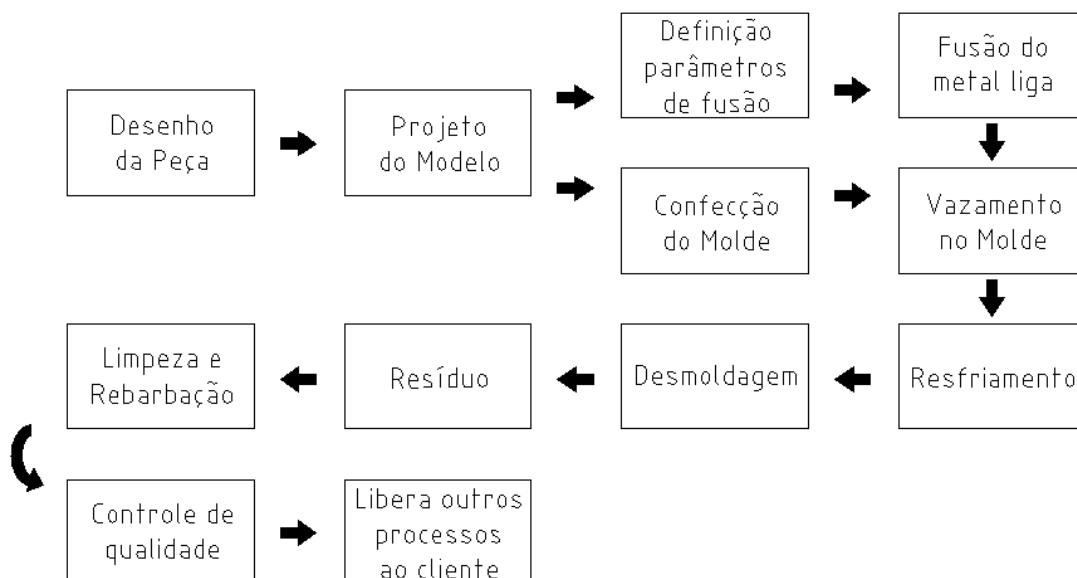 Desenho
da Peça
Projeto
do Modelo
Definição
parâmetros
de fusão
Fusão do
metal liga
Confecção
do Molde
Vazamento
no Molde
Resfriamento
Desmoldagem
Resíduo
Limpeza e
Rebarbação
Controle de
qualidade
Libera outros
processos
ao cliente